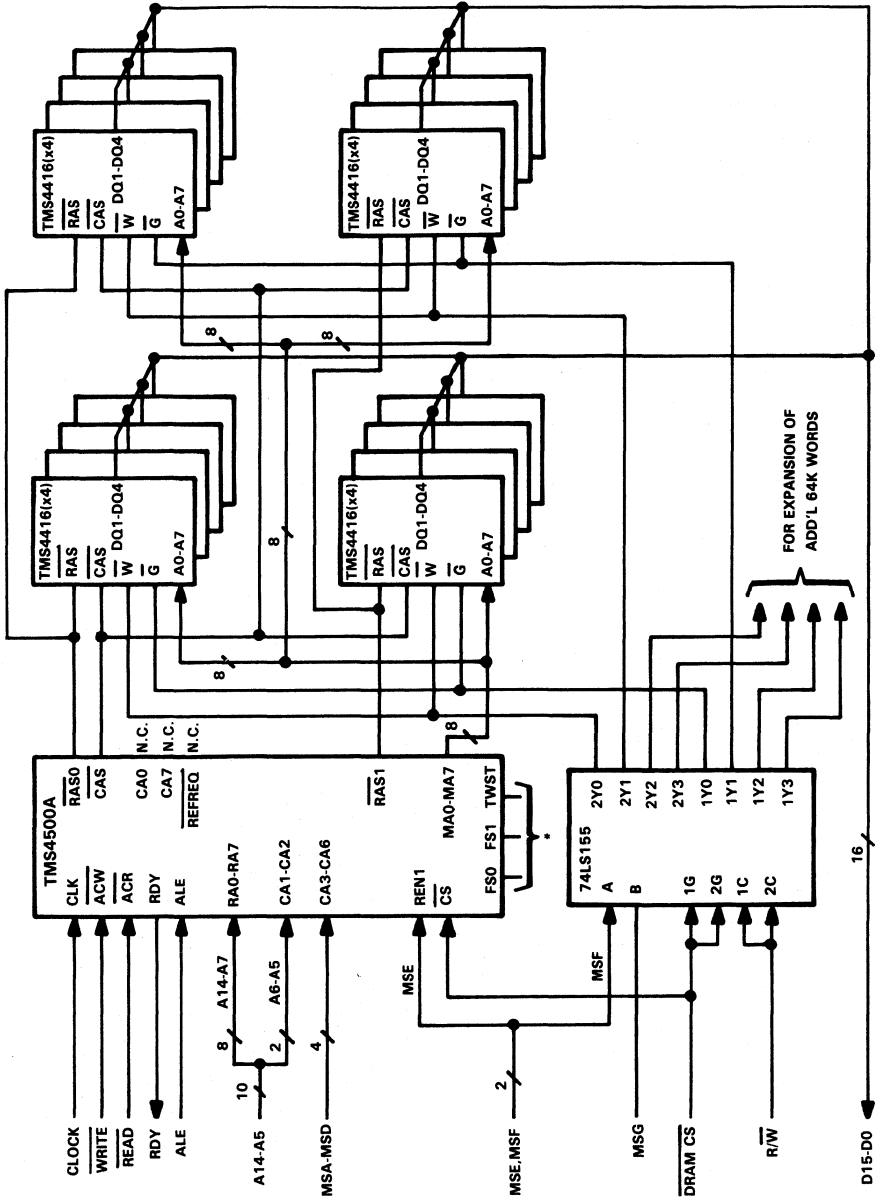 CLOCK
WRITE
READ
RDY
ALE
A14-A5
MSA-MSD
MSE,MSF
MSG
DRAM CS
R/W
D15-D0
10
8
A14-A7
2
A6-A5
4
2
MSE
MSF
16
TMS4500A
CLK
ACW
ACR
RDY
ALE
RA0-RA7
CA1-CA2
CA3-CA6
REN1
CS
RAS0
CAS
CA0
CA7
REFREQ
N.C.
N.C.
N.C.
RAS1
MA0-MA7
FS0
FS1
TWST
*
74LS155
A
B
1G
2G
1C
2C
2Y0
2Y1
2Y2
2Y3
1Y0
1Y1
1Y2
1Y3
8
8
8
8
8
TMS4416(x4)
RAS
CAS
DQ1-DQ4
W
G
A0-A7
TMS4416(x4)
RAS
CAS
DQ1-DQ4
W
G
A0-A7
TMS4416(x4)
RAS
CAS
DQ1-DQ4
W
G
A0-A7
TMS4416(x4)
RAS
CAS
DQ1-DQ4
W
G
A0-A7
FOR EXPANSION OF
ADD'L 64K WORDS